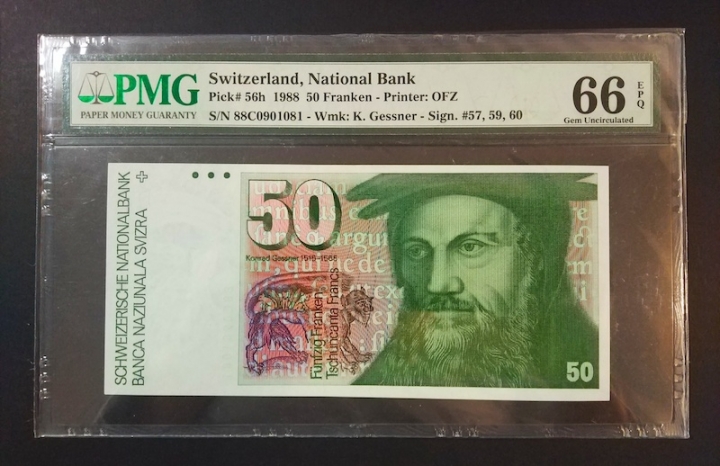 PMG
PAPER MONEY GUARANTY
Switzerland, National Bank
Pick# 56h 1988 50 Franken - Printer: OFZ
S/N 88C0901081 - Wmk: K. Gessner - Sign. #57, 59, 60
66 EPQ
Gem Uncirculated
SCHWEIZERISCHE NATIONALBANK
BANCA NAZIUNALA SVIZRA
50
Konrad Gessner 1516-1565
Fünfzig Franken
Tschuncanta Francs
50